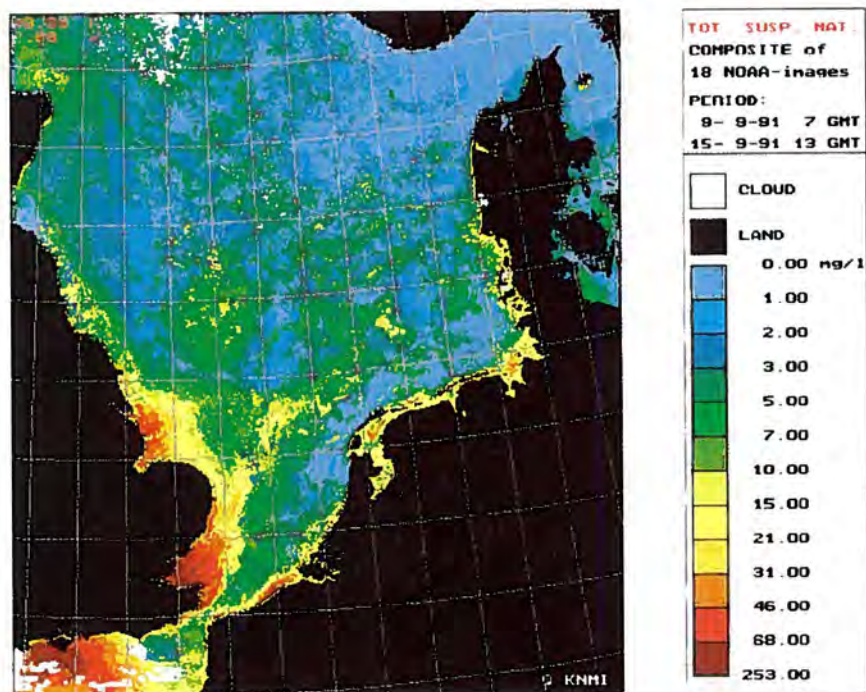 TOT SUSP. MAT.
COMPOSITE of
18 NOAA-images
PERIOD:
9- 9-91 7 GMT
15- 9-91 13 GMT
CLOUD
LAND
0.00 mg/l
1.00
2.00
3.00
5.00
7.00
10.00
15.00
21.00
31.00
46.00
68.00
253.00
KNMI